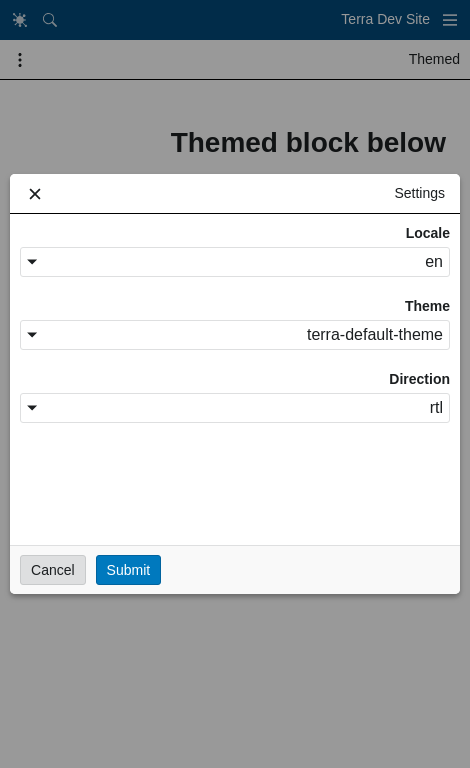 Terra Dev Site
Themed
Themed block below
Settings
Locale
en
Theme
terra-default-theme
Direction
rtl
Cancel
Submit